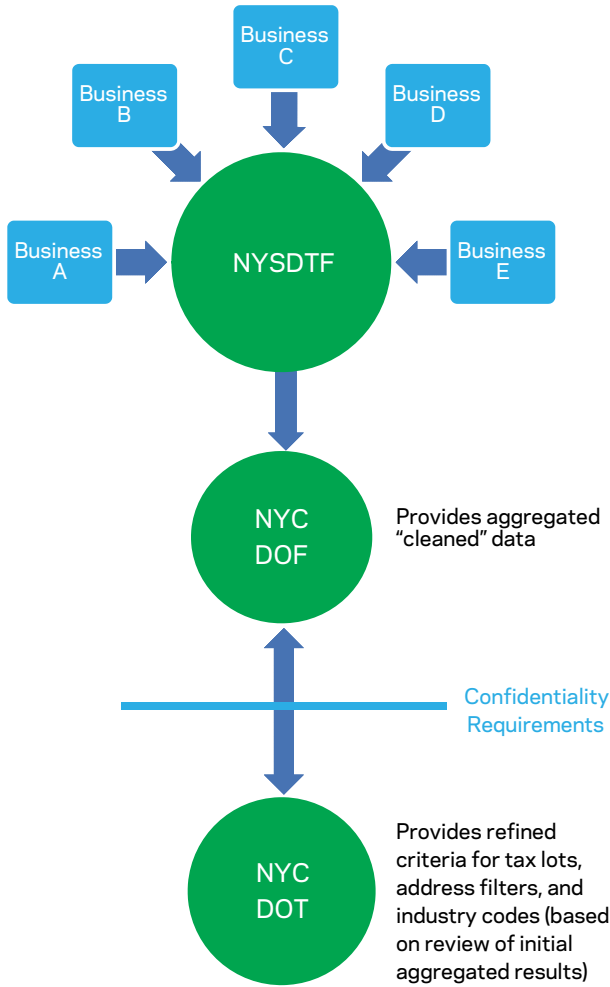 Business
C
Business
B
Business
D
Business
A
NYSDTF
Business
E
NYC
DOF
Provides aggregated
“cleaned” data
Confidentiality
Requirements
NYC
DOT
Provides refined
criteria for tax lots,
address filters, and
industry codes (based
on review of initial
aggregated results)